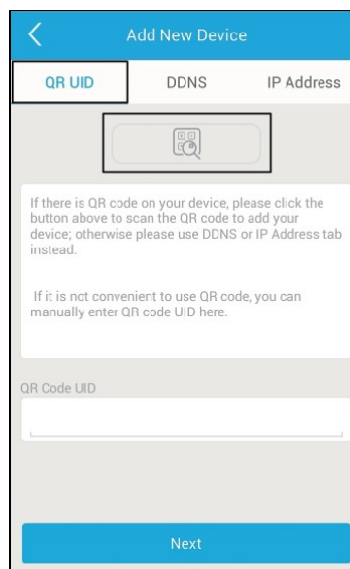 Add New Device
QR UID DDNS IP Address
If there is QR code on your device, please click the
button above to scan the QR code to add your
device; otherwise please use DDNS or IP Address tab
instead.
If it is not convenient to use QR code, you can
manually enter QR code UID here.
QR Code UID
Next